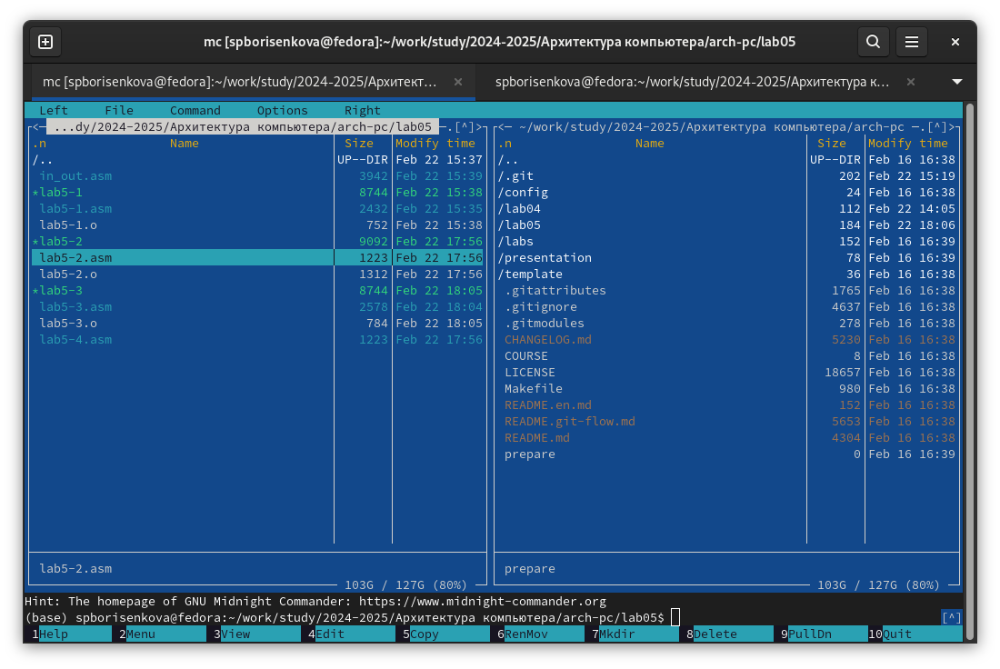 mc [spborisenkova@fedora]:~/work/study/2024-2025/Архитектура компьютера/arch-pc/lab05
mc [spborisenkova@fedora]:~/work/study/2024-2025/Архитект...
spborisenkova@fedora:~/work/study/2024-2025/Архитектура к...
Left File Command Options Right
<─ ...dy/2024-2025/Архитектура компьютера/arch-pc/lab05 ─.[^]>
.n Name Size Modify time
/.. UP--DIR Feb 22 15:37
in_out.asm 3942 Feb 22 15:39
*lab5-1 8744 Feb 22 15:38
lab5-1.asm 2432 Feb 22 15:35
lab5-1.o 752 Feb 22 15:38
*lab5-2 9092 Feb 22 17:56
lab5-2.asm 1223 Feb 22 17:56
lab5-2.o 1312 Feb 22 17:56
*lab5-3 8744 Feb 22 18:05
lab5-3.asm 2578 Feb 22 18:04
lab5-3.o 784 Feb 22 18:05
lab5-4.asm 1223 Feb 22 17:56
lab5-2.asm
103G / 127G (80%)
<─ ~/work/study/2024-2025/Архитектура компьютера/arch-pc ─.[^]>
.n Name Size Modify time
/.. UP--DIR Feb 16 16:38
/.git 202 Feb 22 15:19
/config 24 Feb 16 16:38
/lab04 112 Feb 22 14:05
/lab05 184 Feb 22 18:06
/labs 152 Feb 16 16:39
/presentation 78 Feb 16 16:39
/template 36 Feb 16 16:38
.gitattributes 1765 Feb 16 16:38
.gitignore 4637 Feb 16 16:38
.gitmodules 278 Feb 16 16:38
CHANGELOG.md 5230 Feb 16 16:38
COURSE 8 Feb 16 16:38
LICENSE 18657 Feb 16 16:38
Makefile 980 Feb 16 16:38
README.en.md 152 Feb 16 16:38
README.git-flow.md 5653 Feb 16 16:38
README.md 4304 Feb 16 16:38
prepare 0 Feb 16 16:39
prepare
103G / 127G (80%)
Hint: The homepage of GNU Midnight Commander: https://www.midnight-commander.org
(base) spborisenkova@fedora:~/work/study/2024-2025/Архитектура компьютера/arch-pc/lab05$ [^]
1Help 2Menu 3View 4Edit 5Copy 6RenMov 7Mkdir 8Delete 9PullDn 10Quit